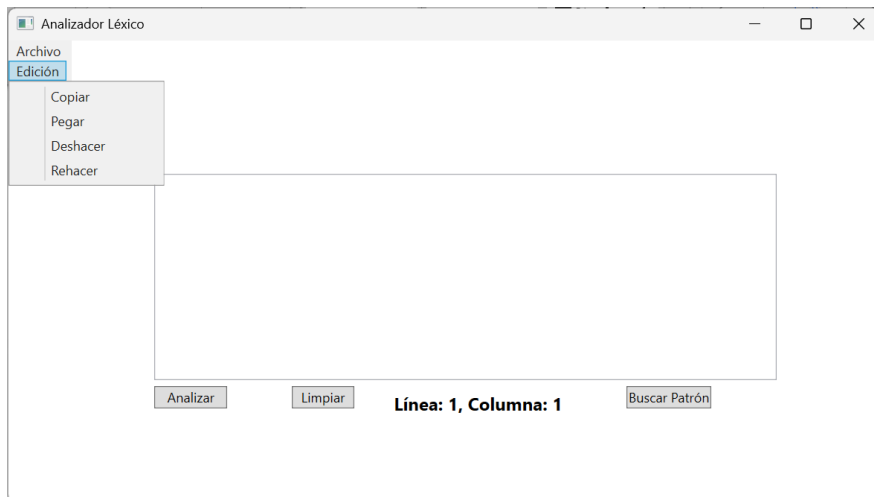 Analizador Léxico
Archivo
Edición
Copiar
Pegar
Deshacer
Rehacer
Analizar
Limpiar
Línea: 1, Columna: 1
Buscar Patrón